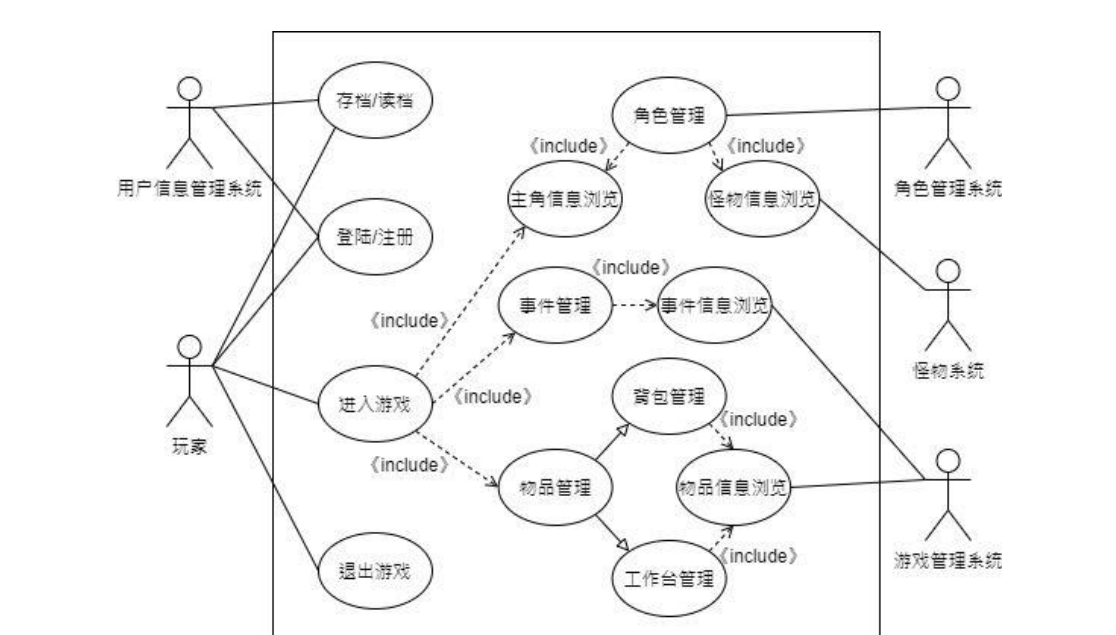 存档/读档
角色管理
《include》
《include》
用户信息管理系统
主角信息浏览
怪物信息浏览
角色管理系统
登陆/注册
《include》
事件管理
事件信息浏览
《include》
怪物系统
进入游戏
《include》
背包管理
《include》
玩家
《include》
物品管理
物品信息浏览
《include》
游戏管理系统
退出游戏
工作台管理